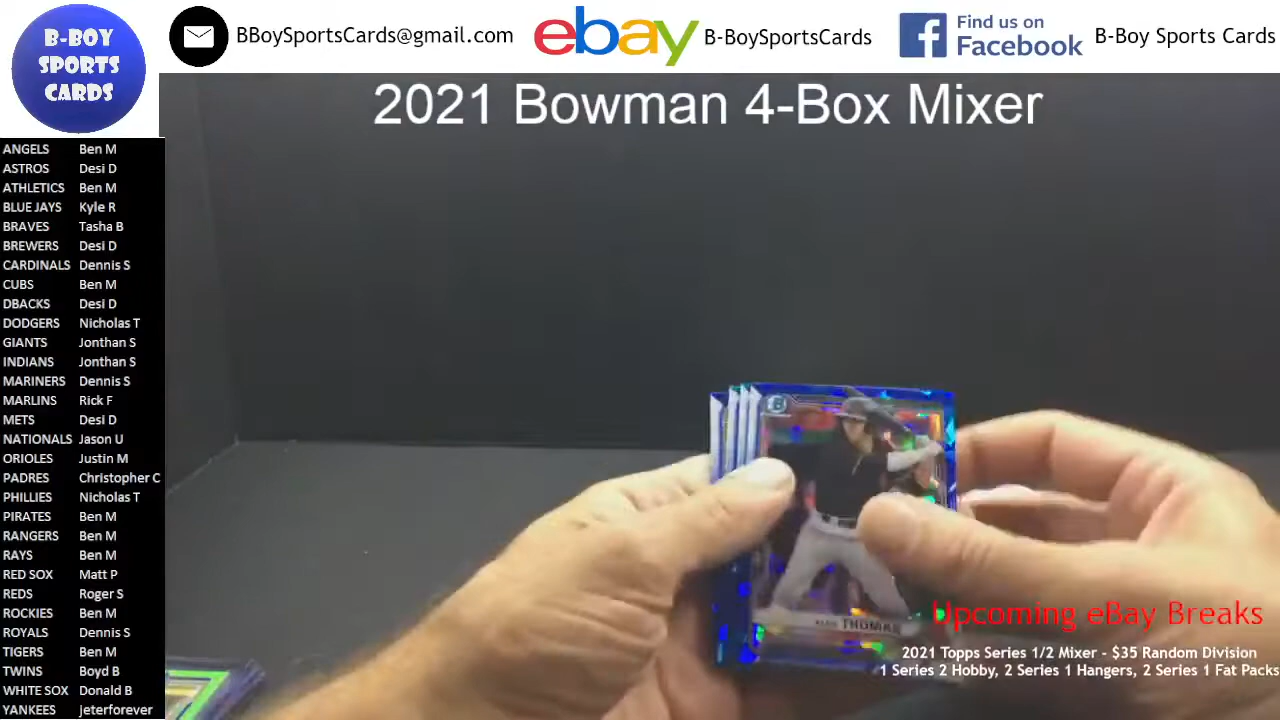 B-BOY
SPORTS
CARDS
BBoySportsCards@gmail.com
ebay
B-BoySportsCards
Find us on
Facebook
B-Boy Sports Cards
2021 Bowman 4-Box Mixer
ANGELS Ben M
ASTROS Desi D
ATHLETICS Ben M
BLUE JAYS Kyle R
BRAVES Tasha B
BREWERS Desi D
CARDINALS Dennis S
CUBS Ben M
DBACKS Desi D
DODGERS Nicholas T
GIANTS Jonthan S
INDIANS Jonthan S
MARINERS Dennis S
MARLINS Rick F
METS Desi D
NATIONALS Jason U
ORIOLES Justin M
PADRES Christopher C
PHILLIES Nicholas T
PIRATES Ben M
RANGERS Ben M
RAYS Ben M
RED SOX Matt P
REDS Roger S
ROCKIES Ben M
ROYALS Dennis S
TIGERS Ben M
TWINS Boyd B
WHITE SOX Donald B
YANKEES jeterforever
B
THOMAS
Upcoming eBay Breaks
2021 Topps Series 1/2 Mixer - $35 Random Division
1 Series 2 Hobby, 2 Series 1 Hangers, 2 Series 1 Fat Packs